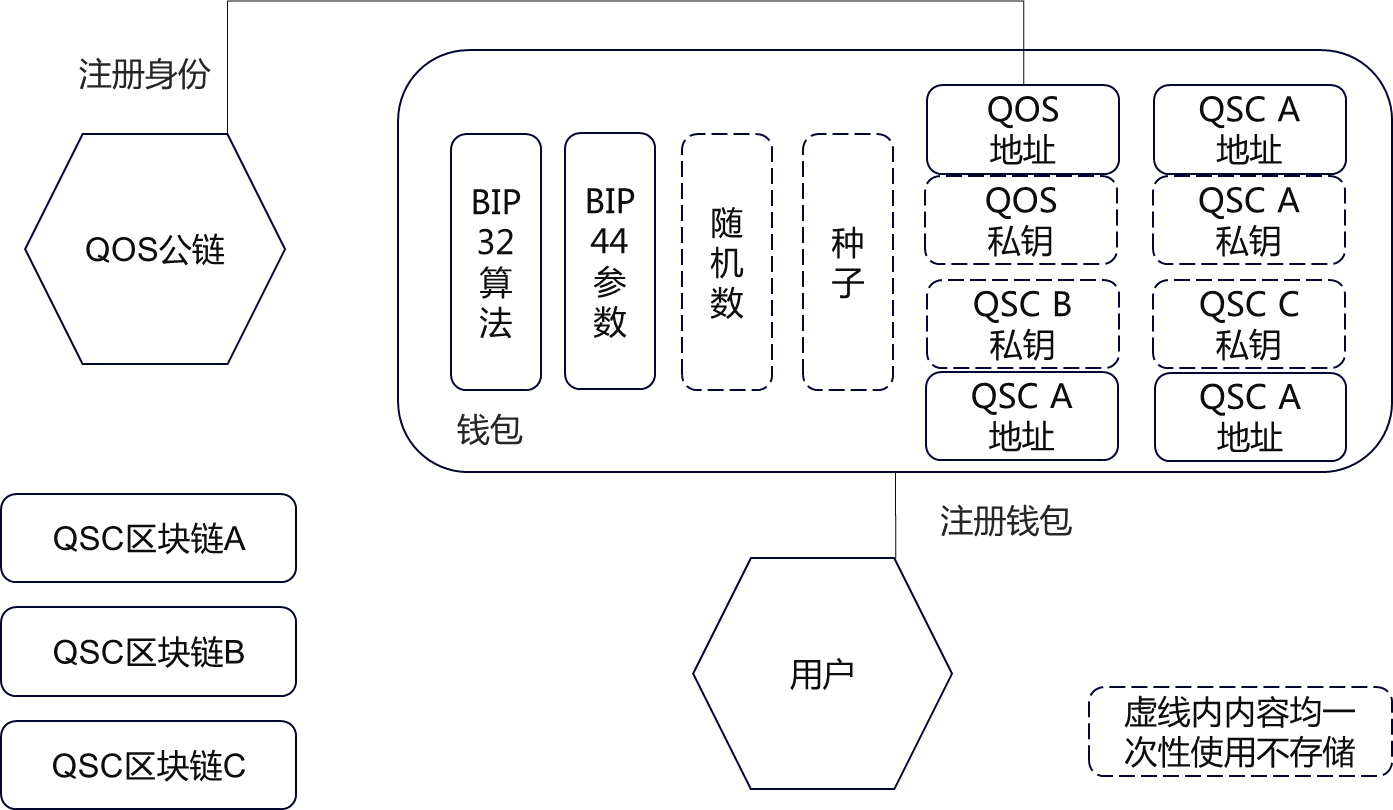 注册身份
QOS公链
BIP
32
算
法
BIP
44
参
数
随
机
数
种
子
QOS
地址
QSC A
地址
QOS
私钥
QSC A
私钥
QSC B
私钥
QSC C
私钥
QSC A
地址
QSC A
地址
钱包
注册钱包
QSC区块链A
QSC区块链B
QSC区块链C
用户
虚线内内容均一
次性使用不存储